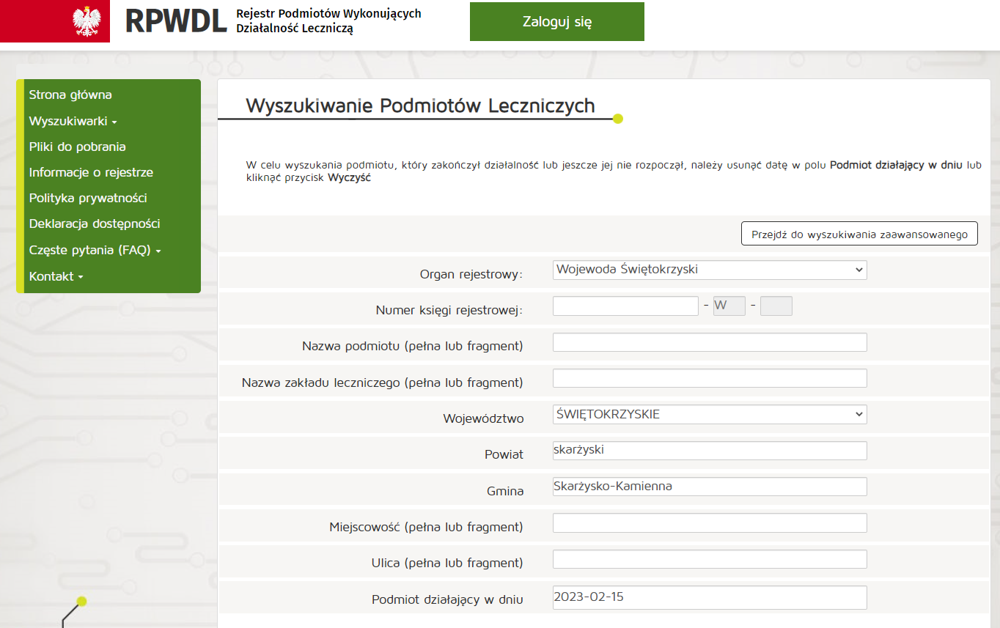 RPWDL
Rejestr Podmiotów Wykonujących
Działalność Leczniczą
Zaloguj się
Strona główna
Wyszukiwarki
Pliki do pobrania
Informacje o rejestrze
Polityka prywatności
Deklaracja dostępności
Częste pytania (FAQ)
Kontakt
Wyszukiwanie Podmiotów Leczniczych
W celu wyszukania podmiotu, który zakończył działalność lub jeszcze jej nie rozpoczął, należy usunąć datę w polu Podmiot działający w dniu lub
kliknąć przycisk Wyczyść
Przejdź do wyszukiwania zaawansowanego
Organ rejestrowy: Wojewoda Świętokrzyski
Numer księgi rejestrowej: - W -
Nazwa podmiotu (pełna lub fragment)
Nazwa zakładu leczniczego (pełna lub fragment)
Województwo ŚWIĘTOKRZYSKIE
Powiat skarżyski
Gmina Skarżysko-Kamienna
Miejscowość (pełna lub fragment)
Ulica (pełna lub fragment)
Podmiot działający w dniu 2023-02-15